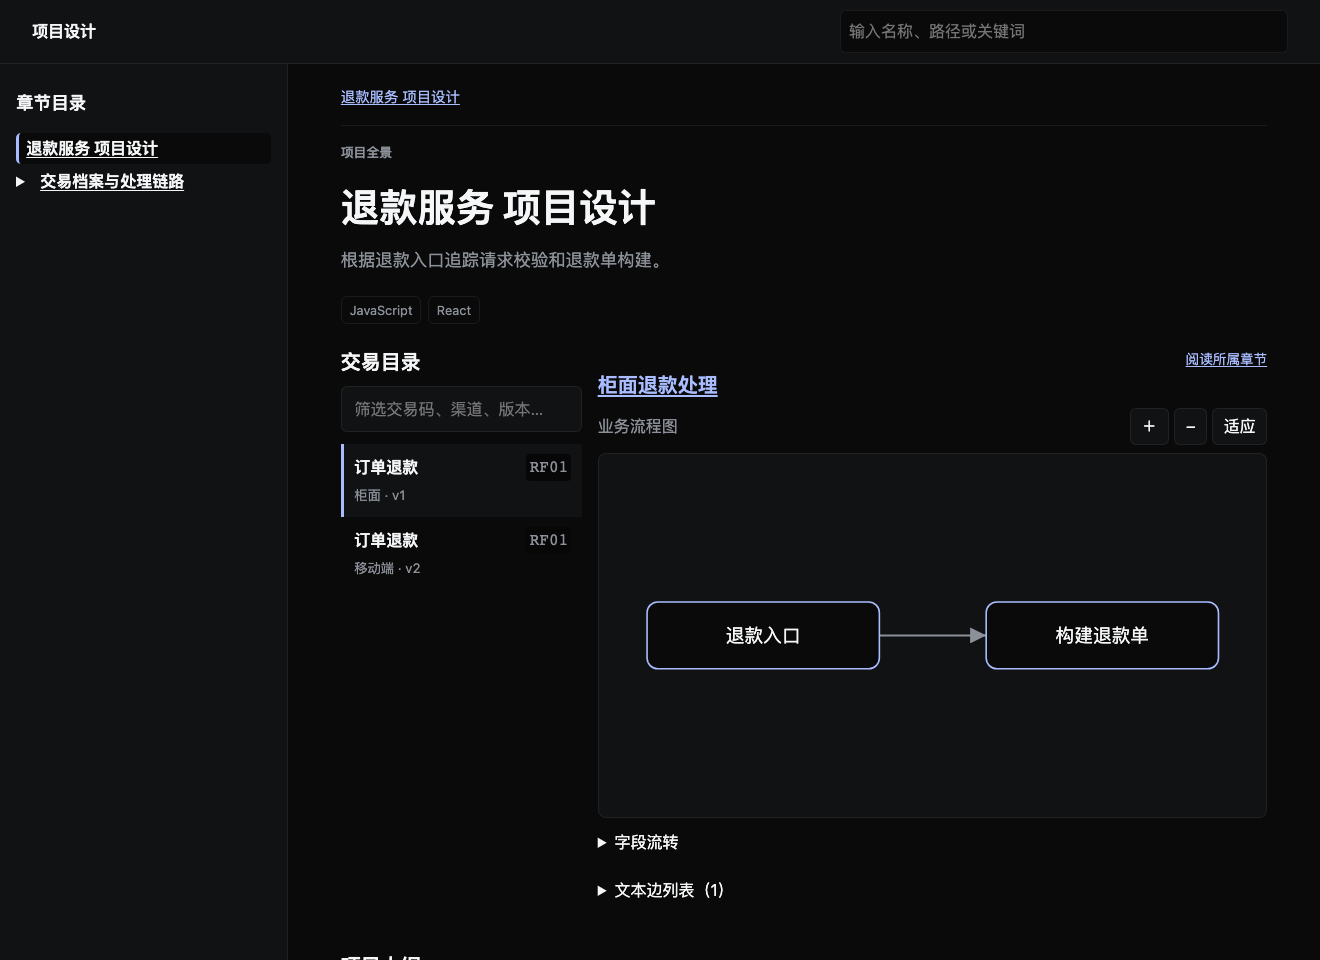 项目设计
输入名称、路径或关键词
章节目录
退款服务 项目设计
交易档案与处理链路
退款服务 项目设计
项目全景
退款服务 项目设计
根据退款入口追踪请求校验和退款单构建。
JavaScript
React
交易目录
筛选交易码、渠道、版本...
订单退款
RF01
柜面 · v1
订单退款
RF01
移动端 · v2
阅读所属章节
柜面退款处理
业务流程图
+
−
适应
退款入口
构建退款单
字段流转
文本边列表（1）